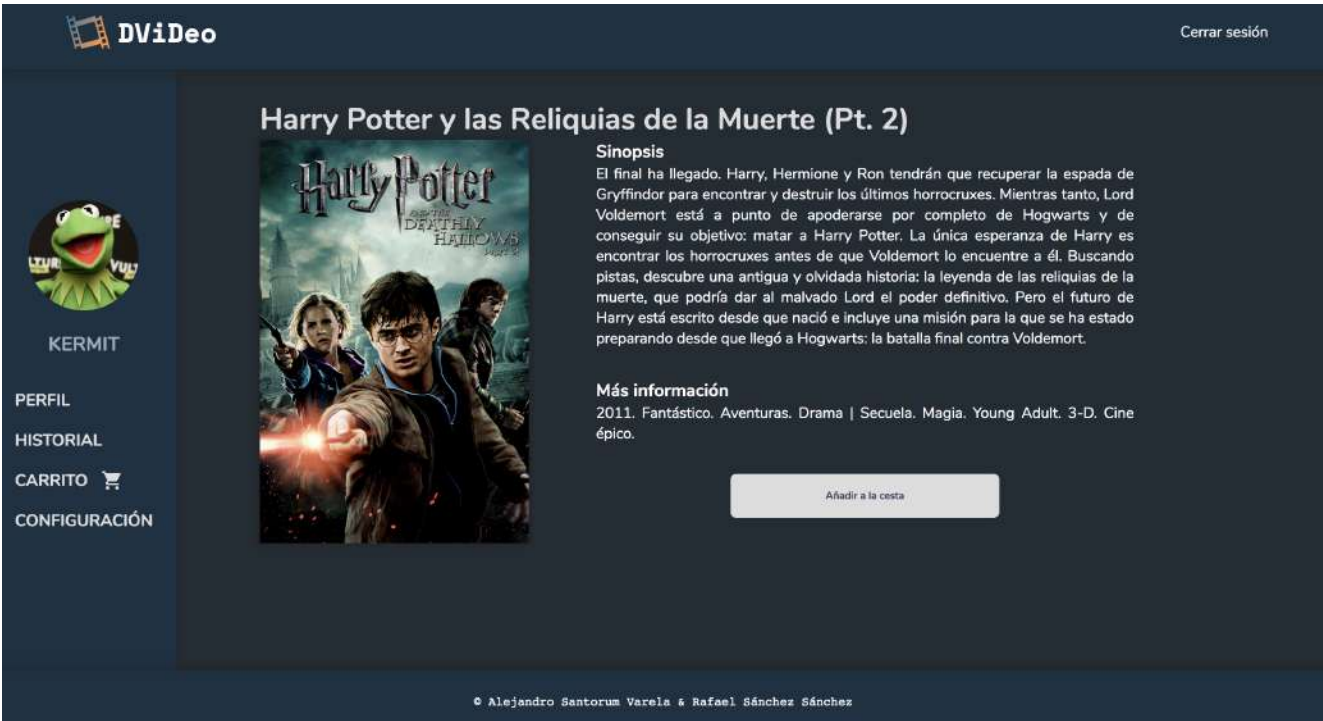 DViDeo
Cerrar sesión
Harry Potter y las Reliquias de la Muerte (Pt. 2)
Harry Potter
AND THE
DEATHLY
HALLOWS
PART 2
Sinopsis
El final ha llegado. Harry, Hermione y Ron tendrán que recuperar la espada de
Gryffindor para encontrar y destruir los últimos horrocruxes. Mientras tanto, Lord
Voldemort está a punto de apoderarse por completo de Hogwarts y de
conseguir su objetivo: matar a Harry Potter. La única esperanza de Harry es
encontrar los horrocruxes antes de que Voldemort lo encuentre a él. Buscando
pistas, descubre una antigua y olvidada historia: la leyenda de las reliquias de la
muerte, que podría dar al malvado Lord el poder definitivo. Pero el futuro de
Harry está escrito desde que nació e incluye una misión para la que se ha estado
preparando desde que llegó a Hogwarts: la batalla final contra Voldemort.
Más información
2011. Fantástico. Aventuras. Drama | Secuela. Magia. Young Adult. 3-D. Cine
épico.
Añadir a la cesta
KERMIT
PERFIL
HISTORIAL
CARRITO
CONFIGURACIÓN
© Alejandro Santorum Varela & Rafael Sánchez Sánchez